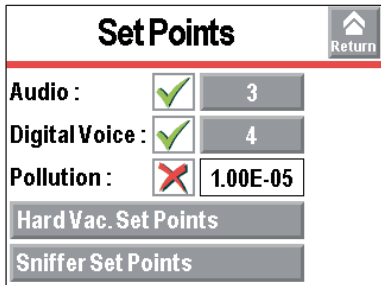 Set Points
Return
Audio : 3
Digital Voice : 4
Pollution : 1.00E-05
Hard Vac. Set Points
Sniffer Set Points